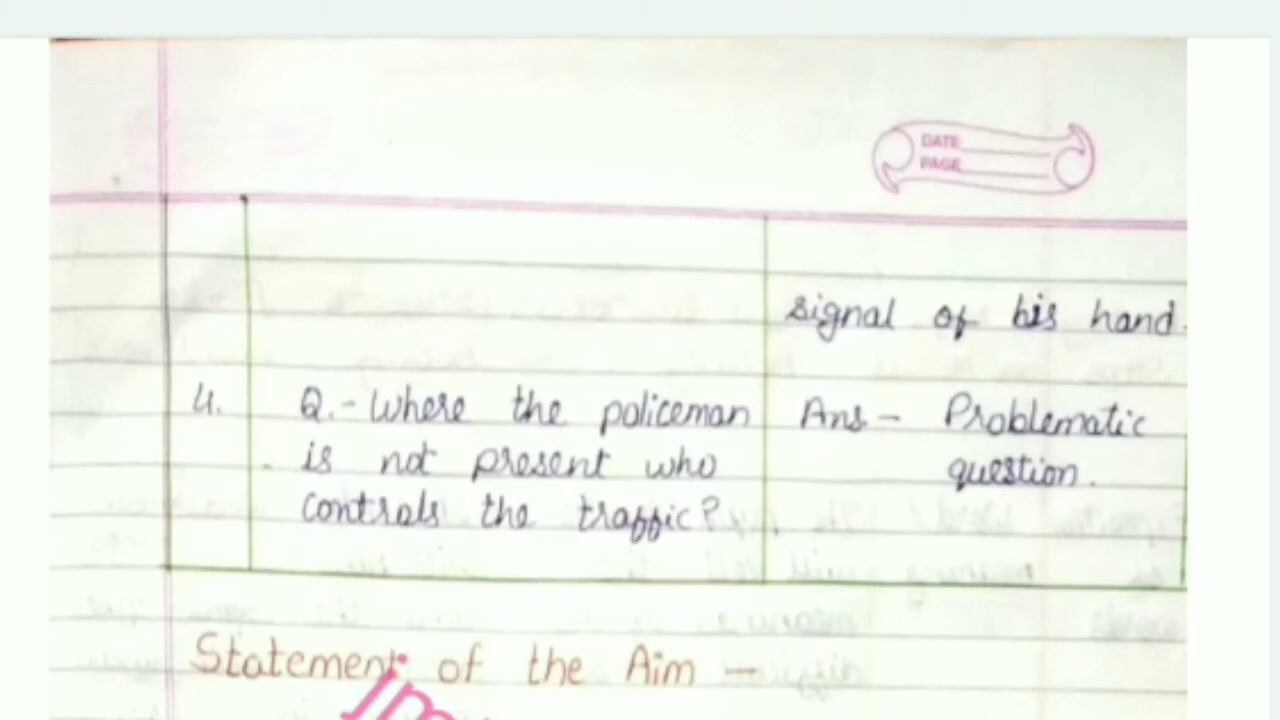 DATE
PAGE
signal of his hand.
4. Q.- Where the policeman Ans - Problematic
is not present who question.
controls the traffic?
Statement of the Aim -
jm